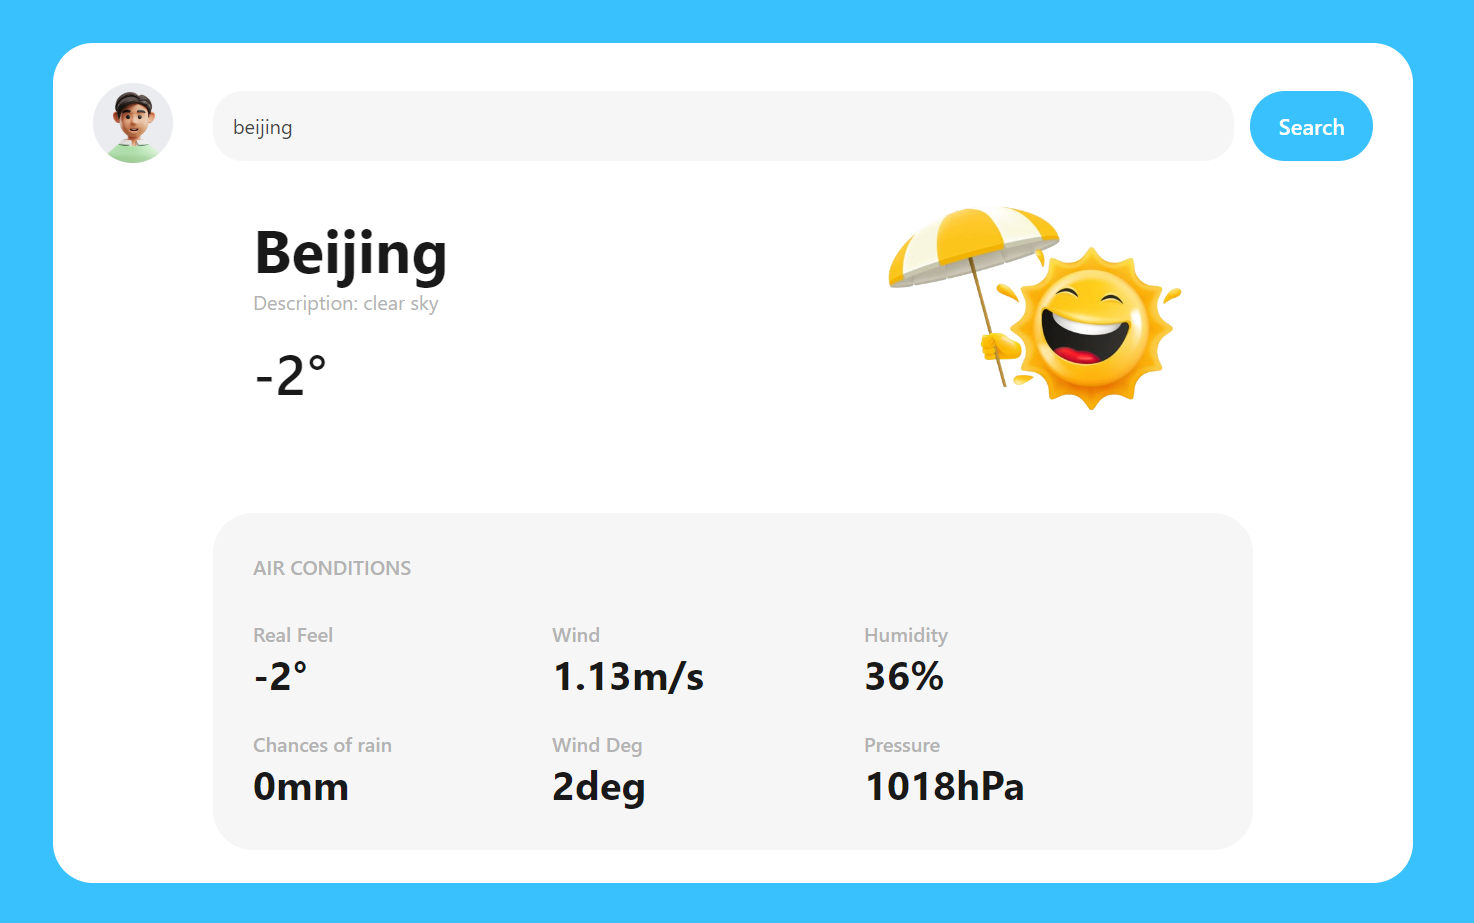 beijing
Search
Beijing
Description: clear sky
-2°
AIR CONDITIONS
Real Feel
Wind
Humidity
-2°
1.13m/s
36%
Chances of rain
Wind Deg
Pressure
0mm
2deg
1018hPa